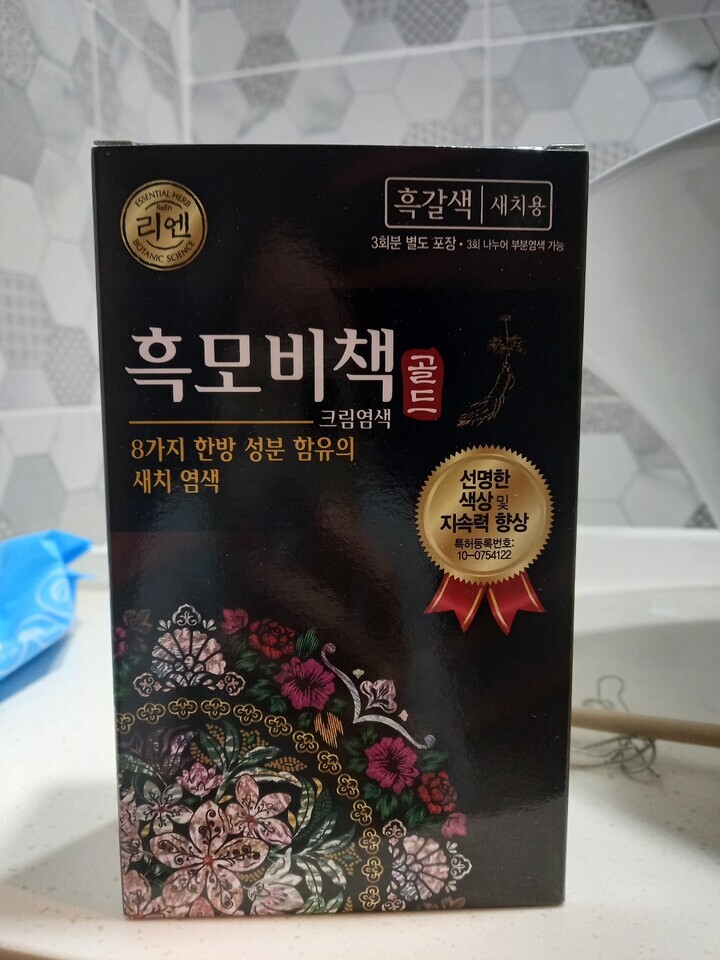 ESSENTIAL HERB
ReEn
리엔
BOTANIC SCIENCE
흑갈색 새치용
3회분 별도 포장 • 3회 나누어 부분염색 가능
흑모비책
골드
크림염색
8가지 한방 성분 함유의
새치 염색
선명한
색상 및
지속력 향상
특허등록번호:
10-0754122